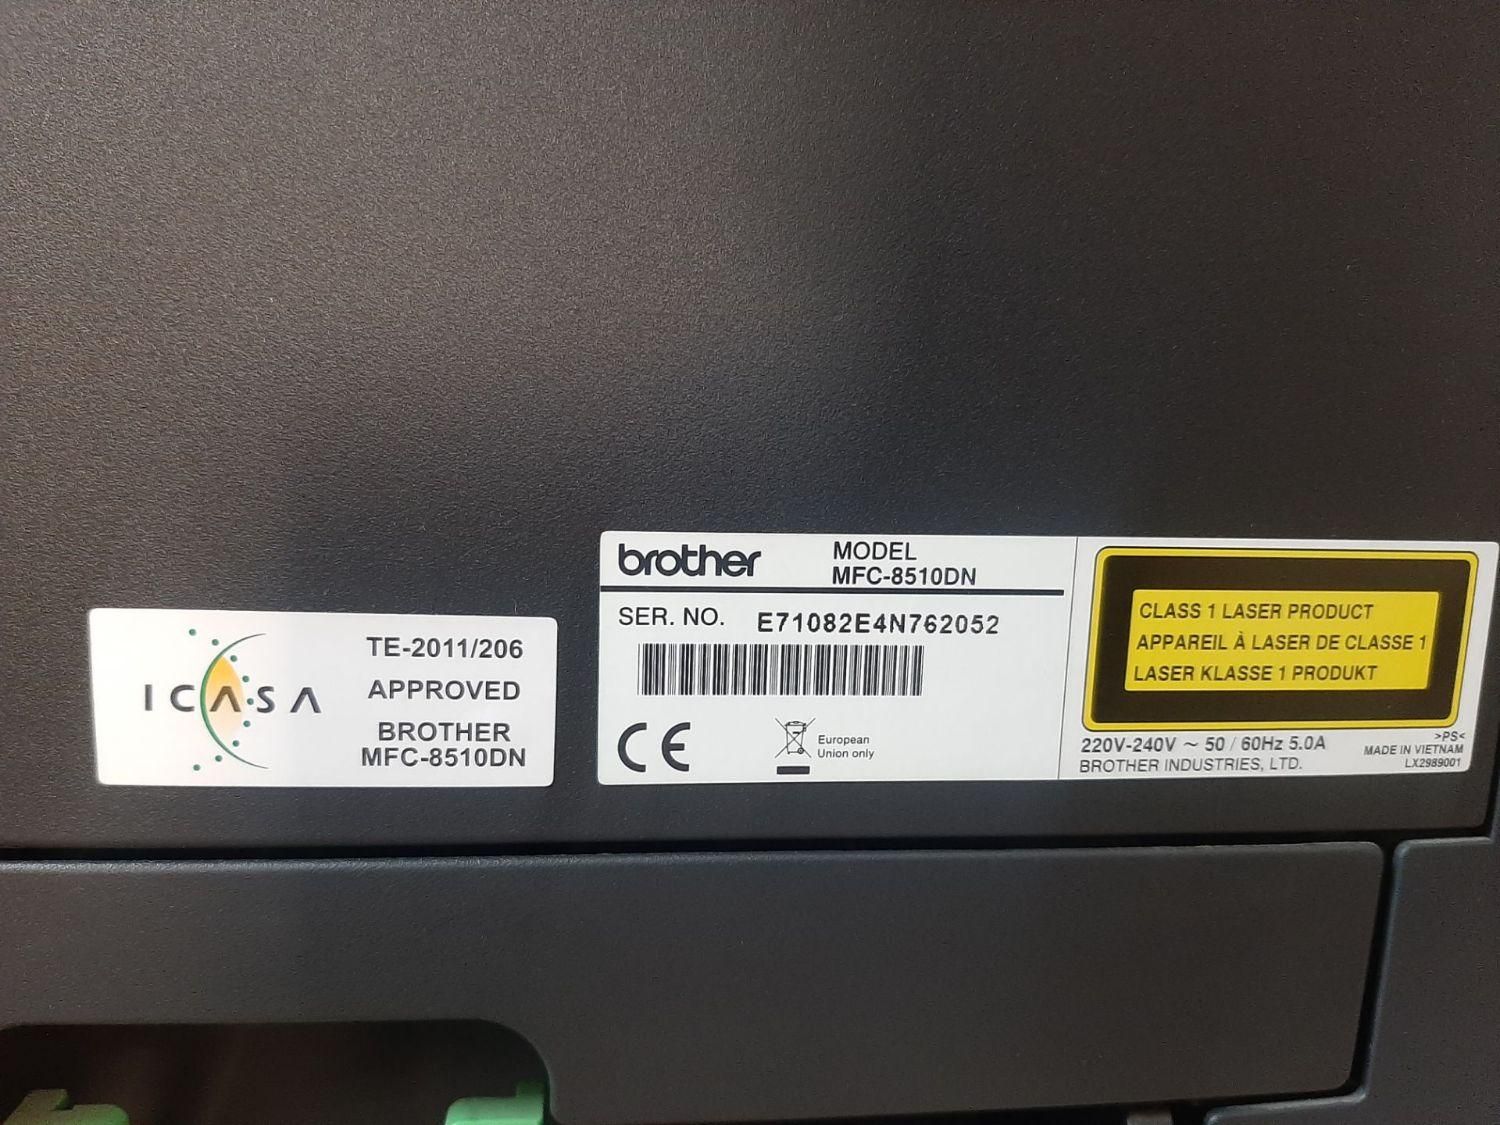 ICASA
TE-2011/206
APPROVED
BROTHER
MFC-8510DN
brother
MODEL
MFC-8510DN
SER. NO. E71082E4N762052
CE
European
Union only
CLASS 1 LASER PRODUCT
APPAREIL À LASER DE CLASSE 1
LASER KLASSE 1 PRODUKT
220V-240V ~ 50 / 60Hz 5.0A
BROTHER INDUSTRIES, LTD.
>PS<
MADE IN VIETNAM
LX2989001